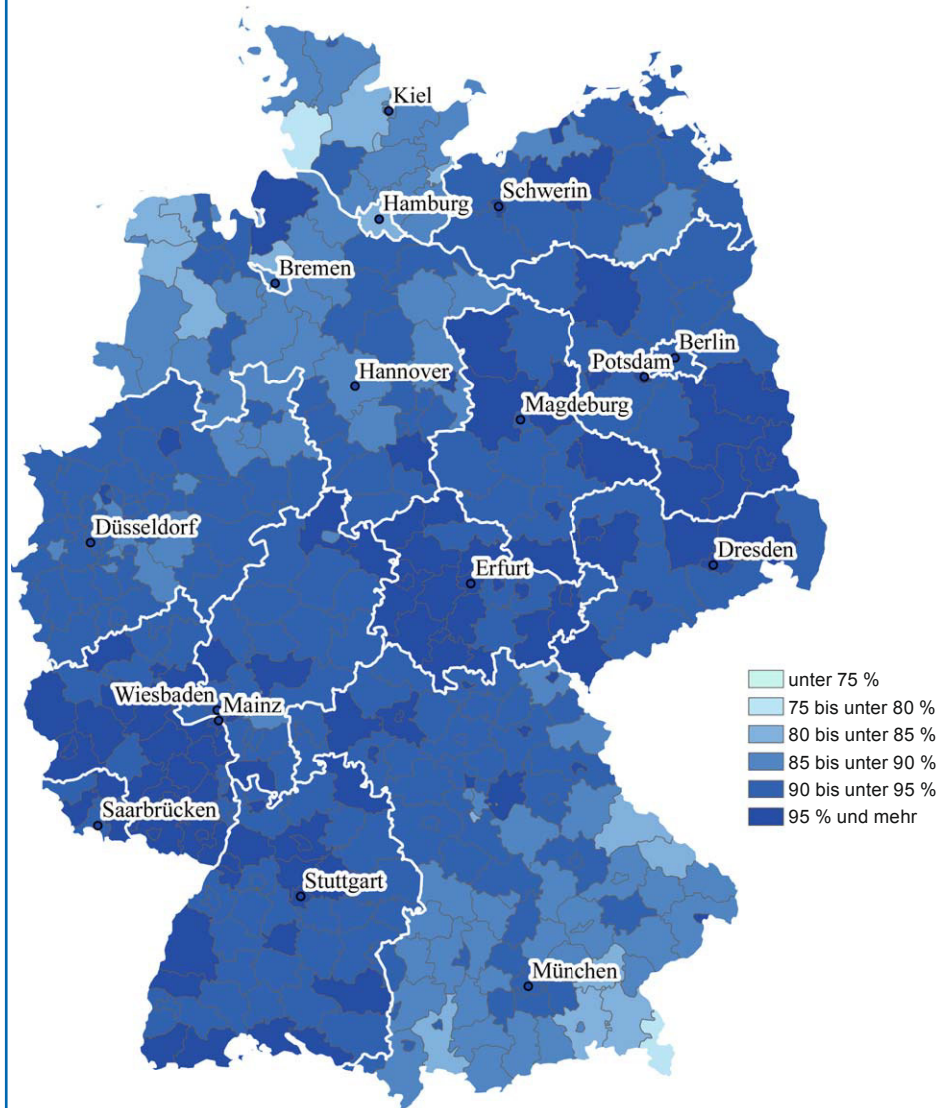 Kiel
Schwerin
Hamburg
Bremen
Berlin
Potsdam
Hannover
Magdeburg
Düsseldorf
Dresden
Erfurt
Wiesbaden
Mainz
Saarbrücken
Stuttgart
München
unter 75 %
75 bis unter 80 %
80 bis unter 85 %
85 bis unter 90 %
90 bis unter 95 %
95 % und mehr